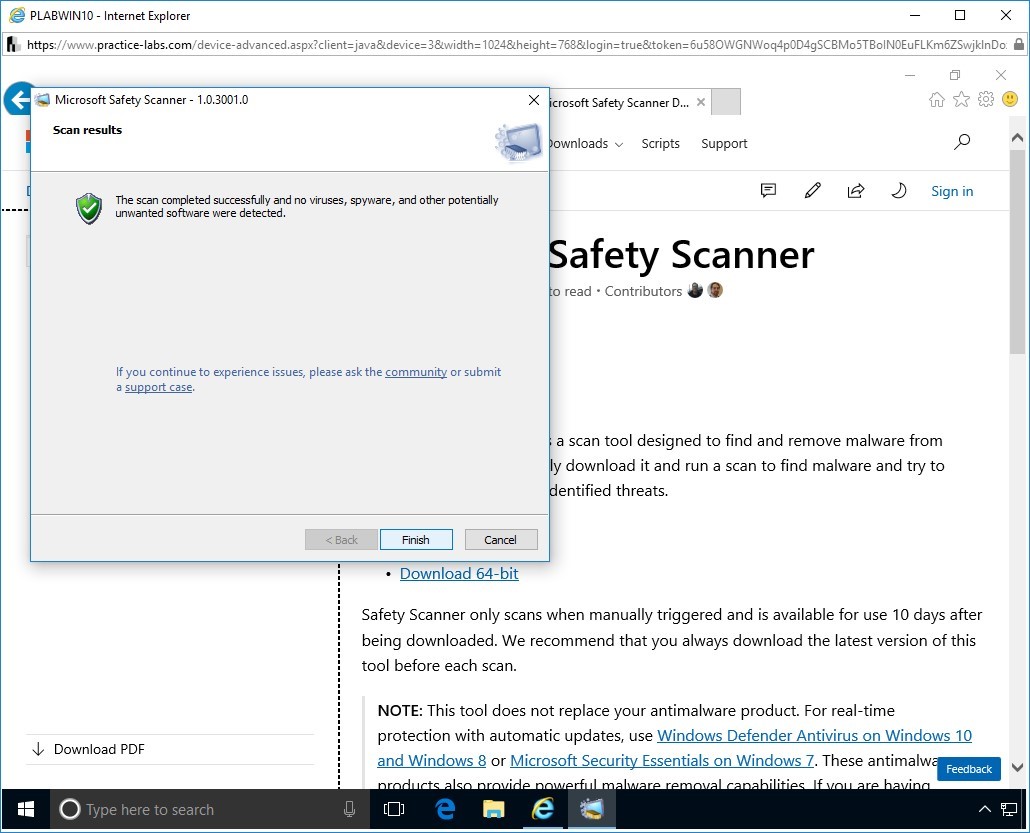 PLABWIN10 - Internet Explorer
https://www.practice-labs.com/device-advanced.aspx?client=java&device=3&width=1024&height=768&login=true&token=6u58OWGNWoq4p0D4gSCBMo5TBoIN0EuFLKm6ZSwjkInDo
Microsoft Safety Scanner - 1.0.3001.0
icrosoft Safety Scanner D...
Scan results
Downloads
Scripts
Support
Sign in
The scan completed successfully and no viruses, spyware, and other potentially
unwanted software were detected.
Safety Scanner
to read • Contributors
If you continue to experience issues, please ask the community or submit
a support case.
s a scan tool designed to find and remove malware from
ly download it and run a scan to find malware and try to
dentified threats.
< Back
Finish
Cancel
• Download 64-bit
Safety Scanner only scans when manually triggered and is available for use 10 days after
being downloaded. We recommend that you always download the latest version of this
tool before each scan.
NOTE: This tool does not replace your antimalware product. For real-time
protection with automatic updates, use Windows Defender Antivirus on Windows 10
and Windows 8 or Microsoft Security Essentials on Windows 7. These antimalwa
products also provide powerful malware removal capabilities. If you are having
Download PDF
Feedback
Type here to search